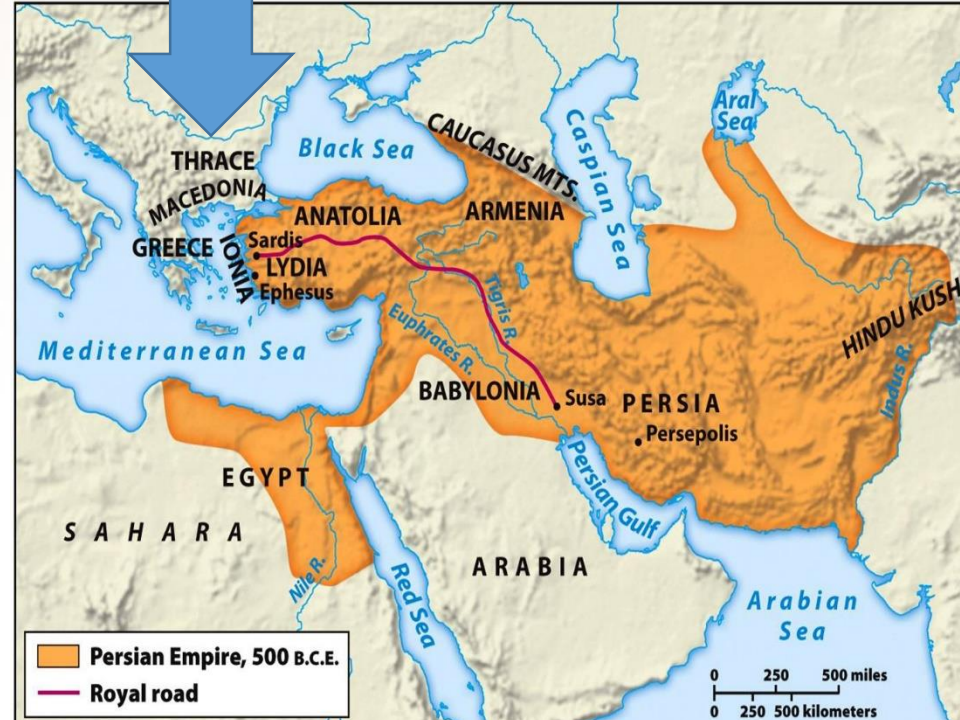 Aral
Sea
CAUCASUS MTS.
Caspian Sea
Black Sea
THRACE
MACEDONIA
ANATOLIA
ARMENIA
GREECE
IONIA
Sardis
LYDIA
Ephesus
Tigris R.
HINDU KUSH
Euphrates R.
Mediterranean Sea
Indus R.
BABYLONIA
Susa
PERSIA
Persepolis
Persian Gulf
EGYPT
SAHARA
ARABIA
Nile R.
Red Sea
Arabian
Sea
Persian Empire, 500 B.C.E.
Royal road
0 250 500 miles
0 250 500 kilometers